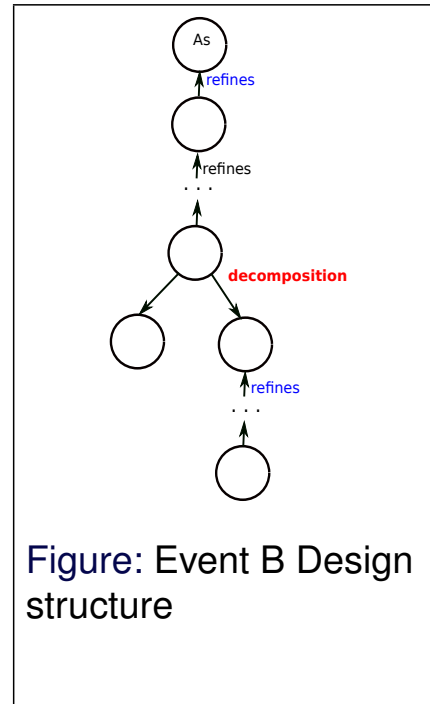 As
refines
refines
. . .
decomposition
refines
. . .
Figure: Event B Design
structure